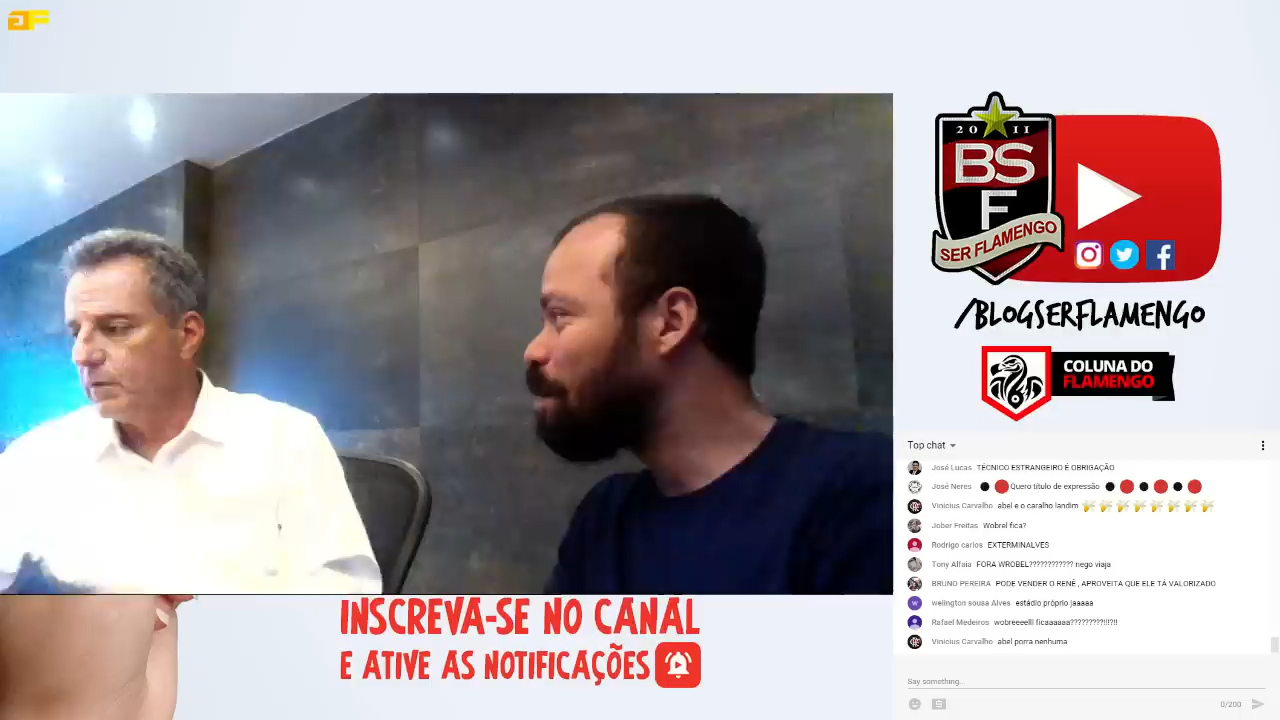 GF
20 11
BS
F
SER FLAMENGO
/BLOGSERFLAMENGO
COLUNA DO
FLAMENGO
Top chat
José Lucas TÉCNICO ESTRANGEIRO É OBRIGAÇÃO
José Neres Quero título de expressão
Vinicius Carvalho abel e o caralho landim
Jober Freitas Wobrel fica?
Rodrigo carlos EXTERMINALVES
Tony Alfaia FORA WROBEL???????????? nego viaja
BRUNO PEREIRA PODE VENDER O RENÊ , APROVEITA QUE ELE TÁ VALORIZADO
W welington sousa Alves estádio próprio jaaaaa
Rafael Medeiros wobreeeelll ficaaaaaa?????????!!!?!!
Vinicius Carvalho abel porra nenhuma
Say something...
0/200
INSCREVA-SE NO CANAL
E ATIVE AS NOTIFICAÇÕES